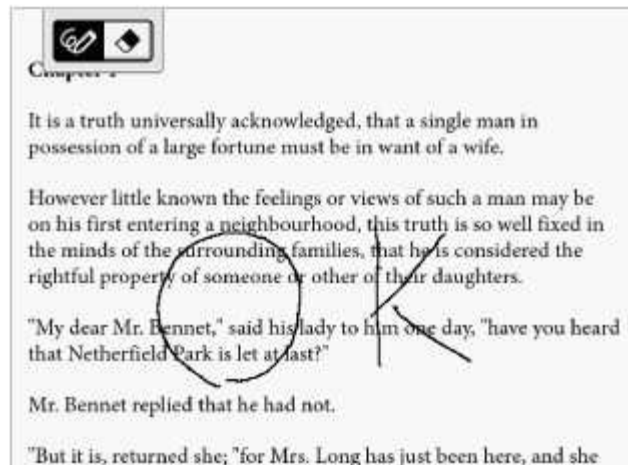 Chapter 1
It is a truth universally acknowledged, that a single man in
possession of a large fortune must be in want of a wife.
However little known the feelings or views of such a man may be
on his first entering a neighbourhood, this truth is so well fixed in
the minds of the surrounding families, that he is considered the
rightful property of someone or other of their daughters.
"My dear Mr. Bennet," said his lady to him one day, "have you heard
that Netherfield Park is let at last?"
OK
Mr. Bennet replied that he had not.
"But it is, returned she; "for Mrs. Long has just been here, and she